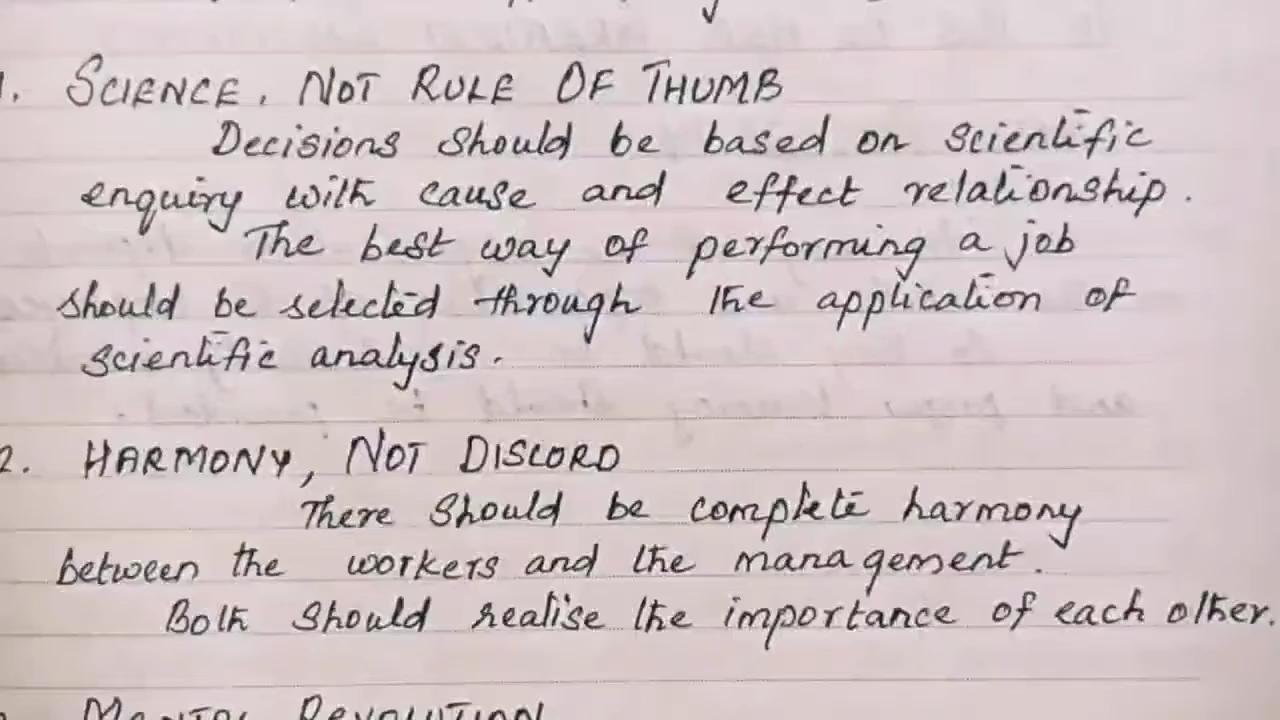 1. SCIENCE, NOT RULE OF THUMB
Decisions should be based on scientific
enquiry with cause and effect relationship.
The best way of performing a job
should be selected through the application of
scientific analysis.
2. HARMONY, NOT DISCORD
There should be complete harmony
between the workers and the management.
Both should realise the importance of each other.
MENTAL REVOLUTION